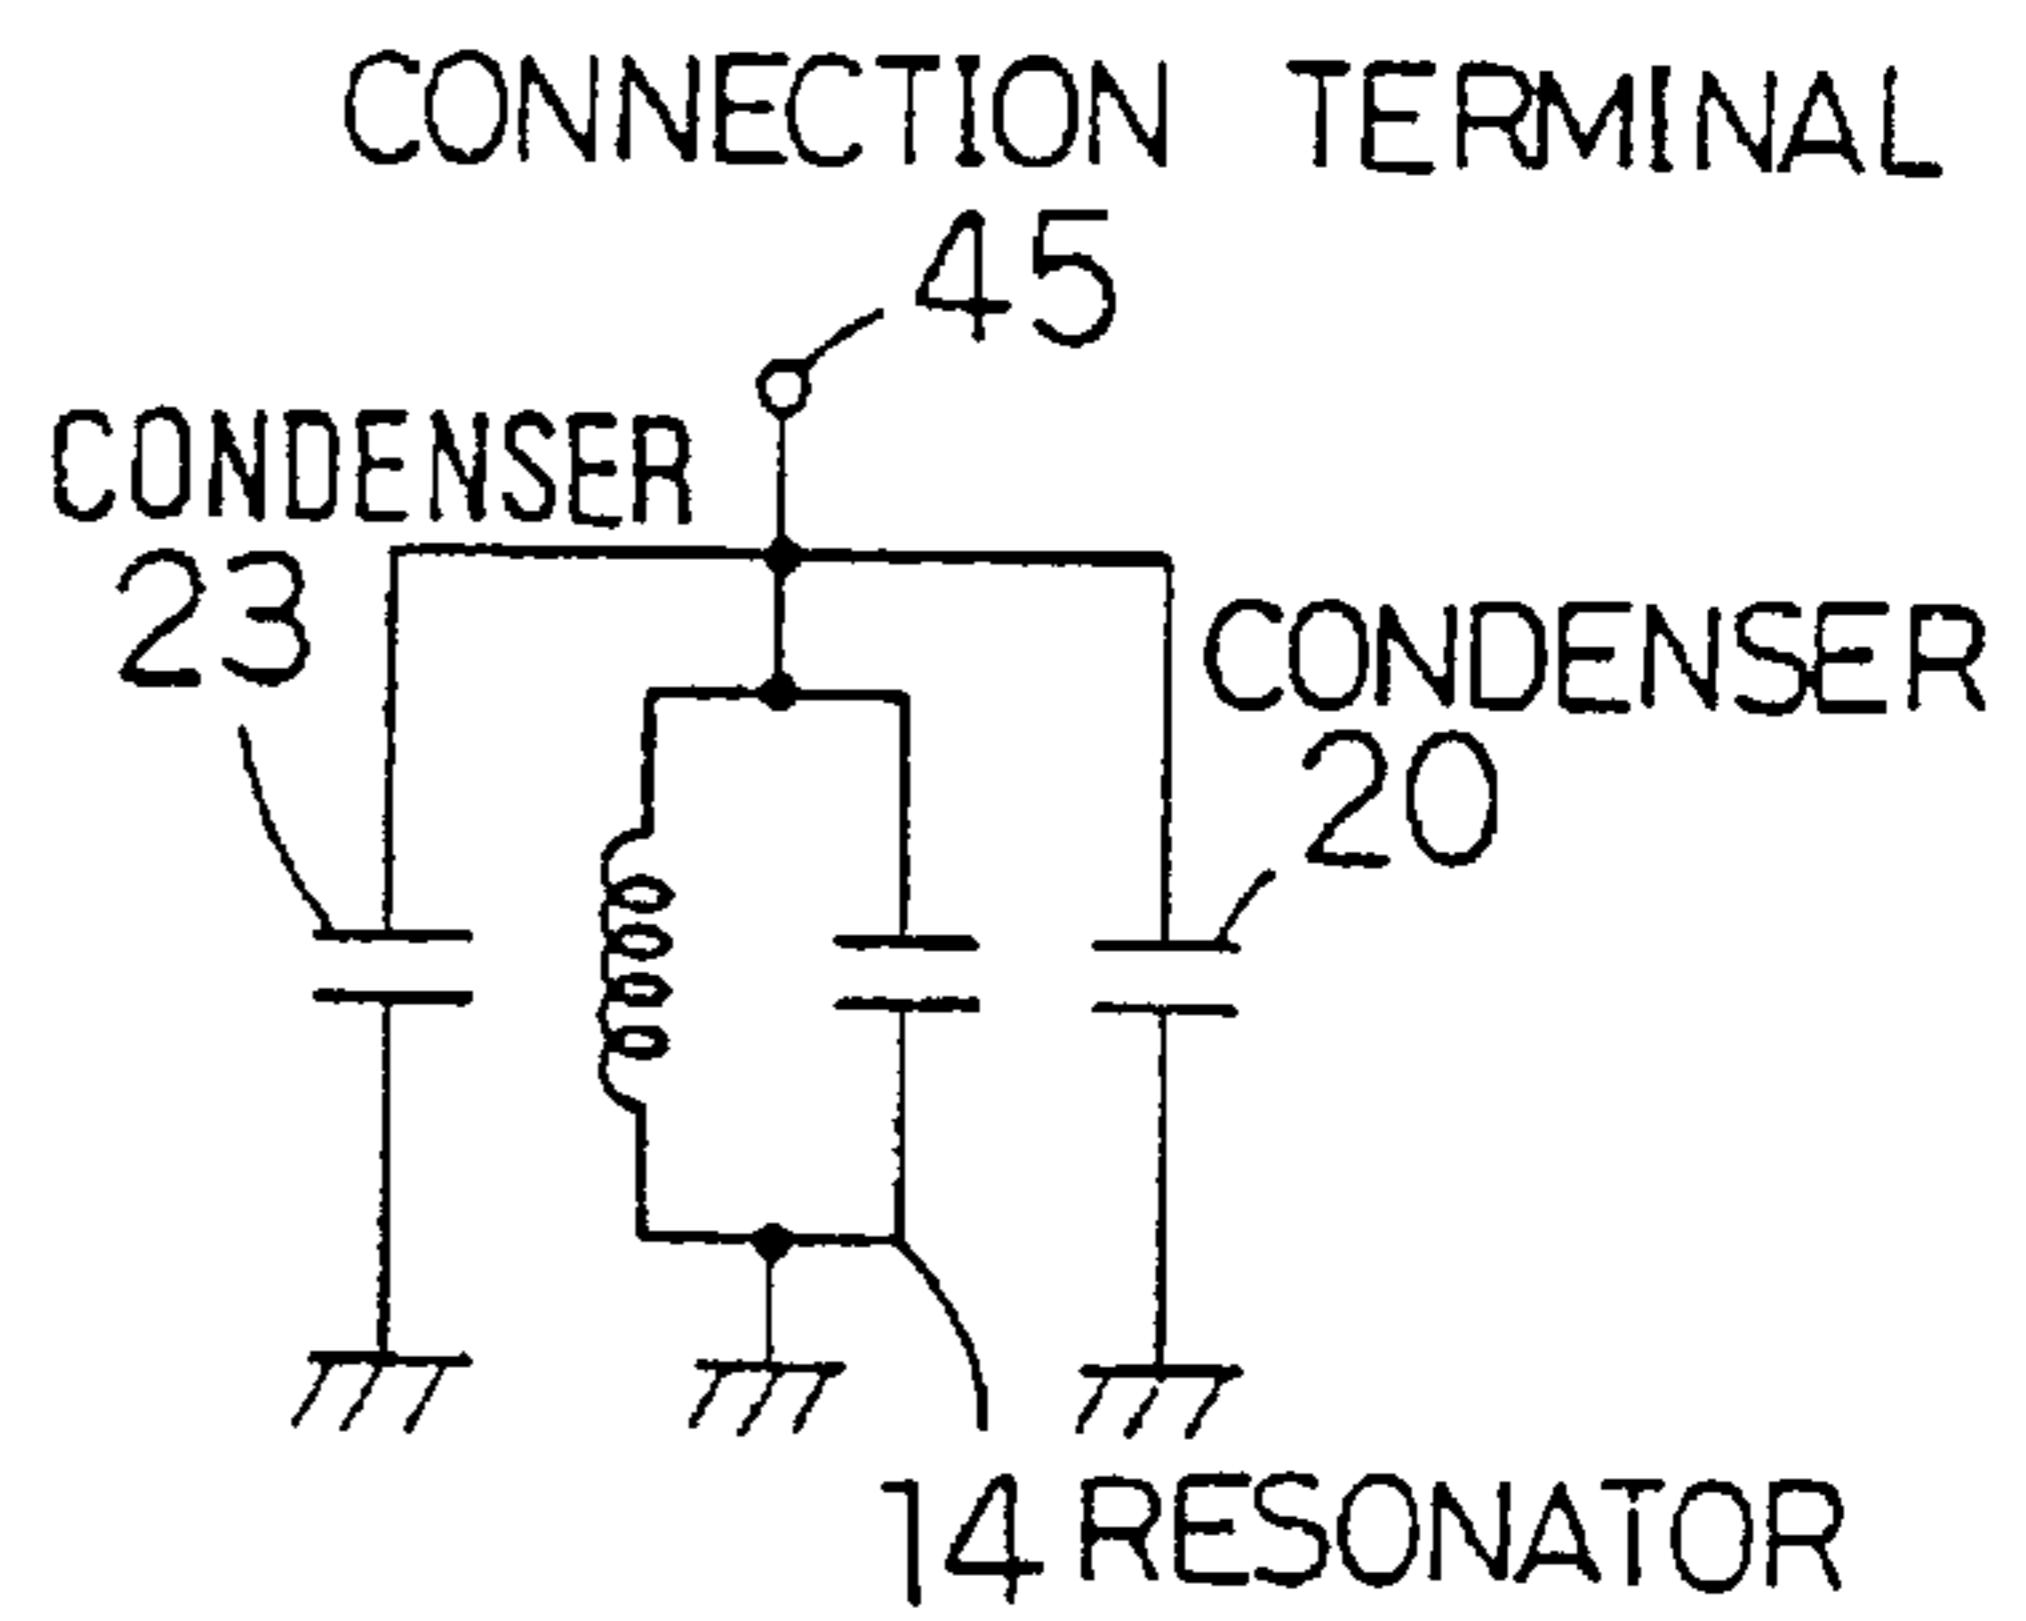 CONNECTION TERMINAL
45
CONDENSER
23
CONDENSER
20
14 RESONATOR